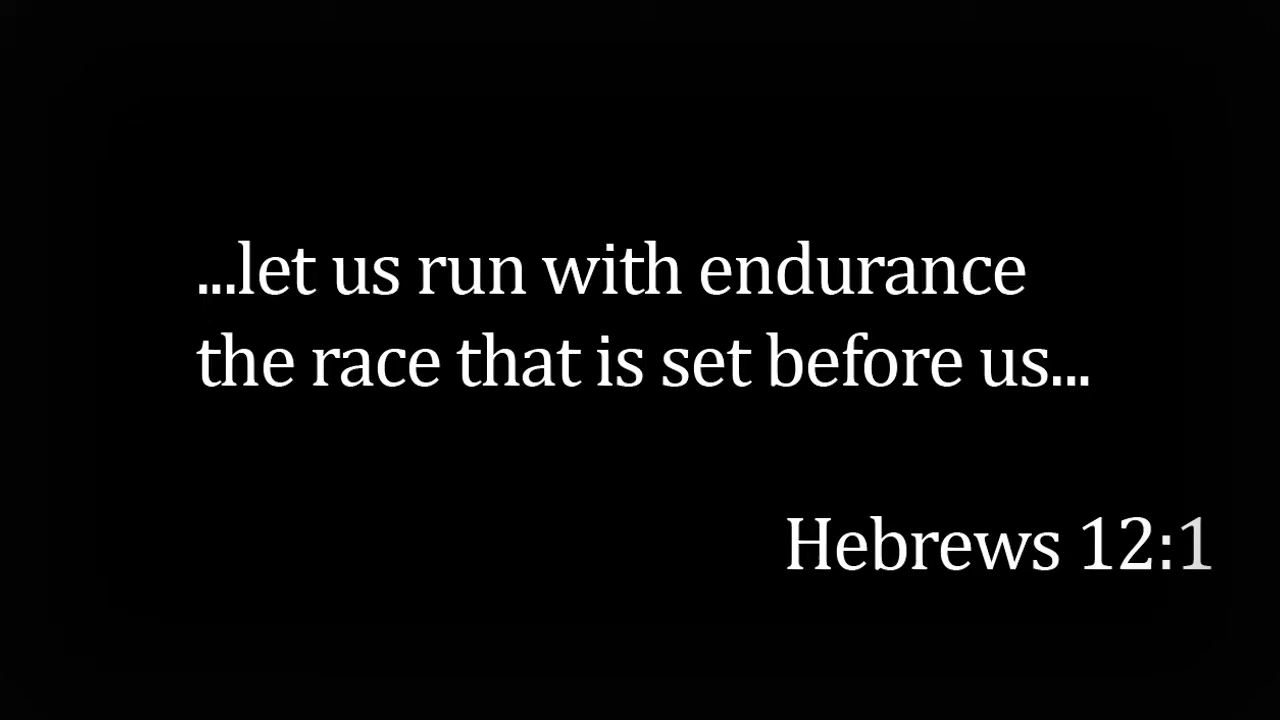 ...let us run with endurance
the race that is set before us...
Hebrews 12:1